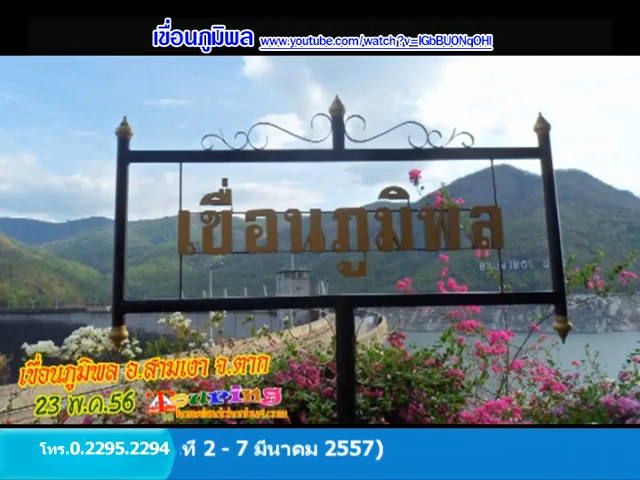 เขื่อนภูมิพล www.youtube.com/watch?v=IGbBU0NqOHI
เขื่อนภูมิพล
เขื่อนภูมิพล อ.สามเงา จ.ตาก
23 พ.ค.56 Touring
โทร.0.2295.2294 ที่ 2 - 7 มีนาคม 2557)